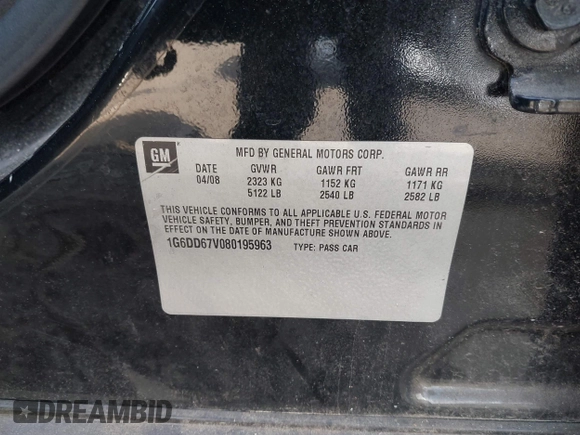 GM
MFD BY GENERAL MOTORS CORP.
DATE GVWR GAWR FRT GAWR RR
04/08 2323 KG 1152 KG 1171 KG
5122 LB 2540 LB 2582 LB
THIS VEHICLE CONFORMS TO ALL APPLICABLE U.S. FEDERAL MOTOR
VEHICLE SAFETY, BUMPER, AND THEFT PREVENTION STANDARDS IN
EFFECT ON THE DATE OF MANUFACTURE SHOWN ABOVE.
1G6DD67V080195963 TYPE: PASS CAR
DREAMBID